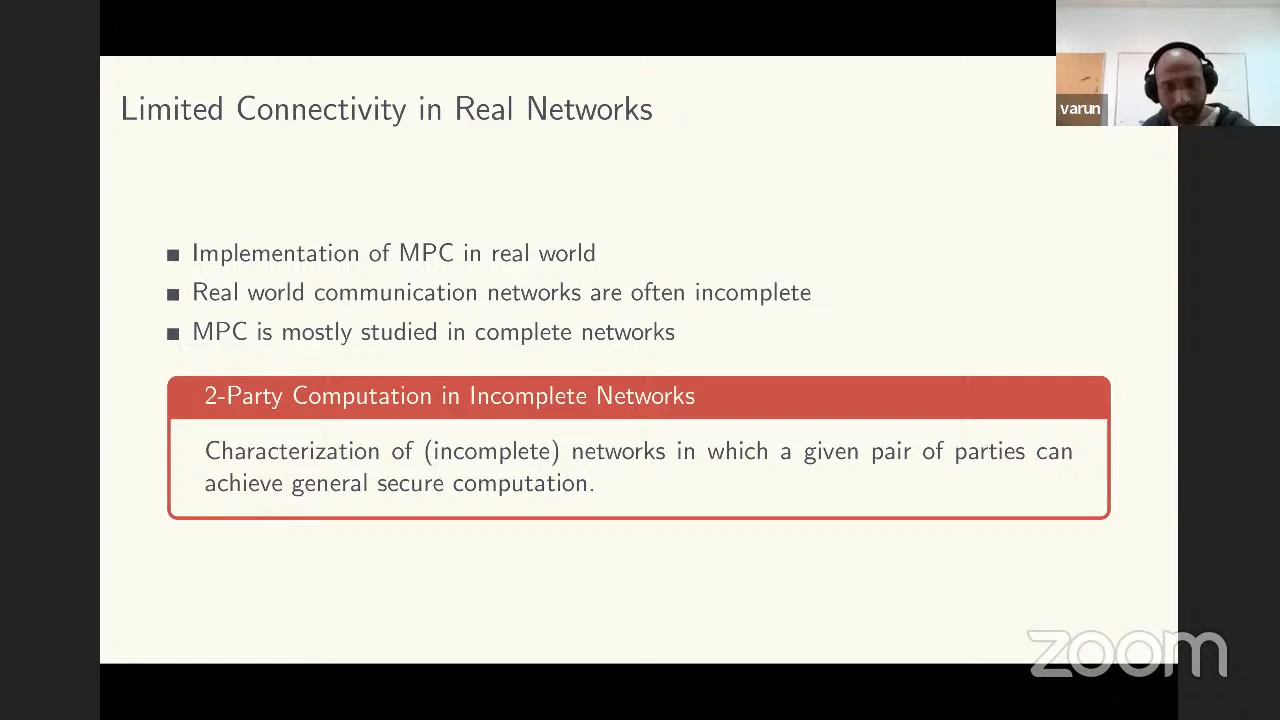 Limited Connectivity in Real Networks
varun
Implementation of MPC in real world
Real world communication networks are often incomplete
MPC is mostly studied in complete networks
2-Party Computation in Incomplete Networks
Characterization of (incomplete) networks in which a given pair of parties can
achieve general secure computation.
zoom